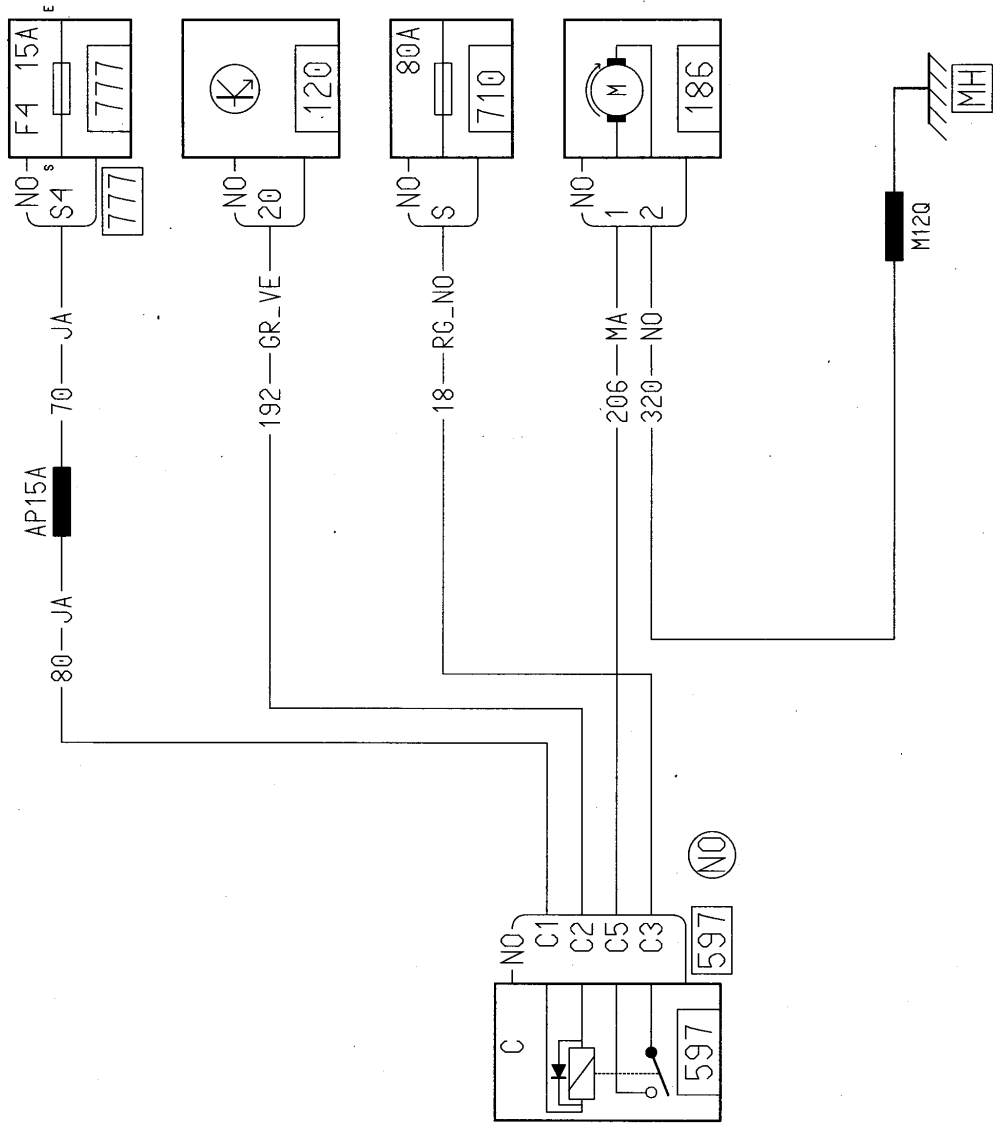 F4 15A
E
S
777
NO
S4
777
120
NO
20
80A
710
NO
S
M
186
NO
1
2
MH
M12Q
JA
70
AP15A
JA
80
GR_VE
192
RG_NO
18
MA
206
NO
320
NO
NO
C1
C2
C5
C3
597
C
597